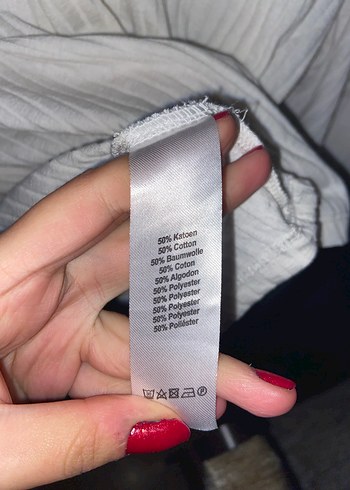 50% Katoen
50% Cotton
50% Baumwolle
50% Coton
50% Algodon
50% Polyester
50% Polyester
50% Polyester
50% Polyester
50% Poliéster